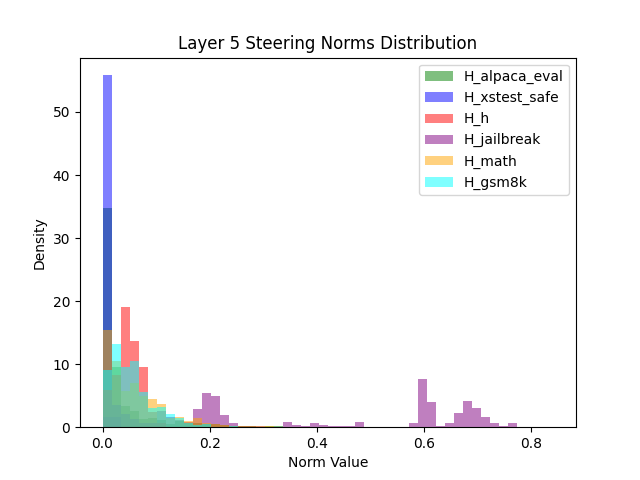 Layer 5 Steering Norms Distribution
H_alpaca_eval
H_xstest_safe
H_h
H_jailbreak
H_math
H_gsm8k
Density
50
40
30
20
10
0
0.0
0.2
0.4
0.6
0.8
Norm Value